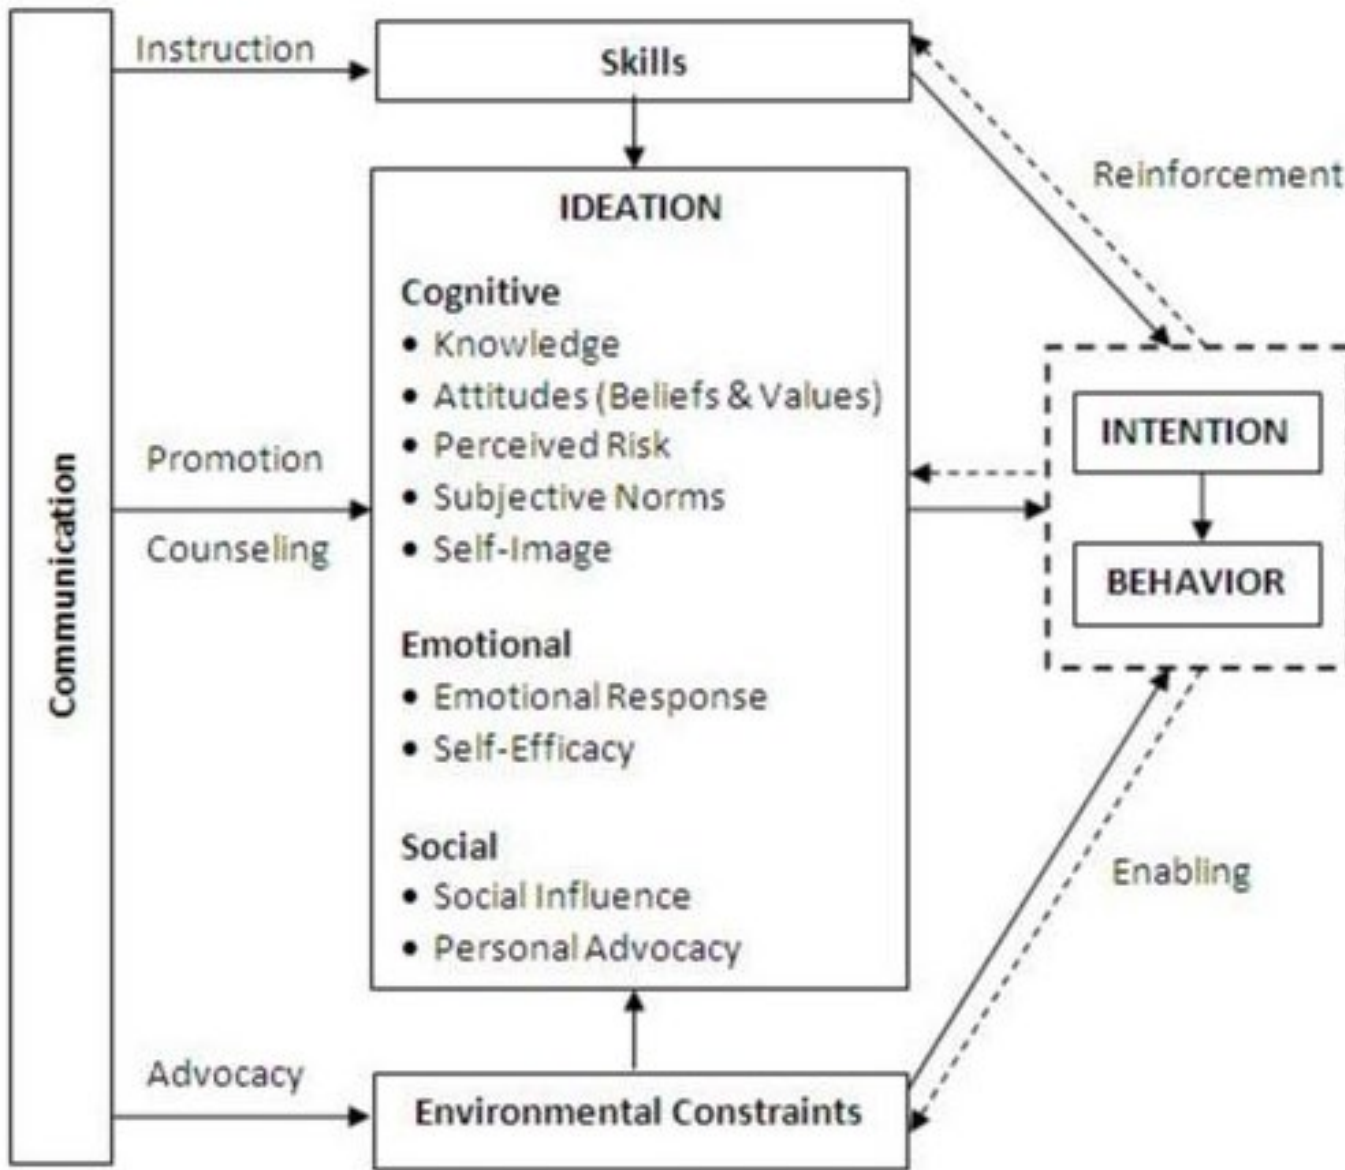 Communication
Instruction
Skills
Reinforcement
IDEATION
Cognitive
• Knowledge
• Attitudes (Beliefs & Values)
• Perceived Risk
• Subjective Norms
• Self-Image
Promotion
Counseling
INTENTION
BEHAVIOR
Emotional
• Emotional Response
• Self-Efficacy
Social
• Social Influence
• Personal Advocacy
Enabling
Advocacy
Environmental Constraints